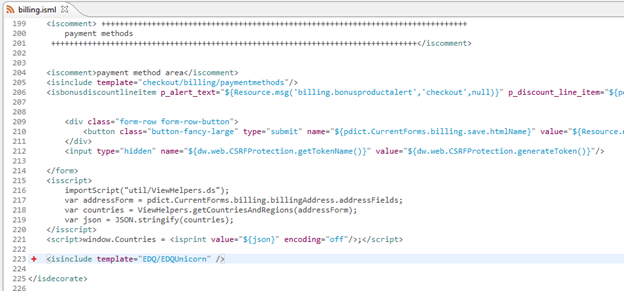 billing.isml
199 <iscomment> ++++++++++++++++++++++++++++++++++++++++++++++++++++++++++++++++++++++++++++++++
200 payment methods
201 ++++++++++++++++++++++++++++++++++++++++++++++++++++++++++++++++++++++++++++++++</iscomment>
202
203
204 <iscomment>payment method area</iscomment>
205 <isinclude template="checkout/billing/paymentmethods"/>
206 <isbonusdiscountlineitem p_alert_text="${Resource.msg('billing.bonusproductalert','checkout',null)}" p_discount_line_item="${p
207
208
209 <div class="form-row form-row-button">
210 <button class="button-fancy-large" type="submit" name="${pdict.CurrentForms.billing.save.htmlName}" value="${Resource.
211 </div>
212 <input type="hidden" name="${dw.web.CSRFProtection.getTokenName()}" value="${dw.web.CSRFProtection.generateToken()}"/>
213
214 </form>
215 <isscript>
216 importScript("util/ViewHelpers.ds");
217 var addressForm = pdict.CurrentForms.billing.billingAddress.addressFields;
218 var countries = ViewHelpers.getCountriesAndRegions(addressForm);
219 var json = JSON.stringify(countries);
220 </isscript>
221 <script>window.Countries = <isprint value="${json}" encoding="off"/>;</script>
222
223 <isinclude template="EDQ/EDQUnicorn" />
224
225 </isdecorate>
226